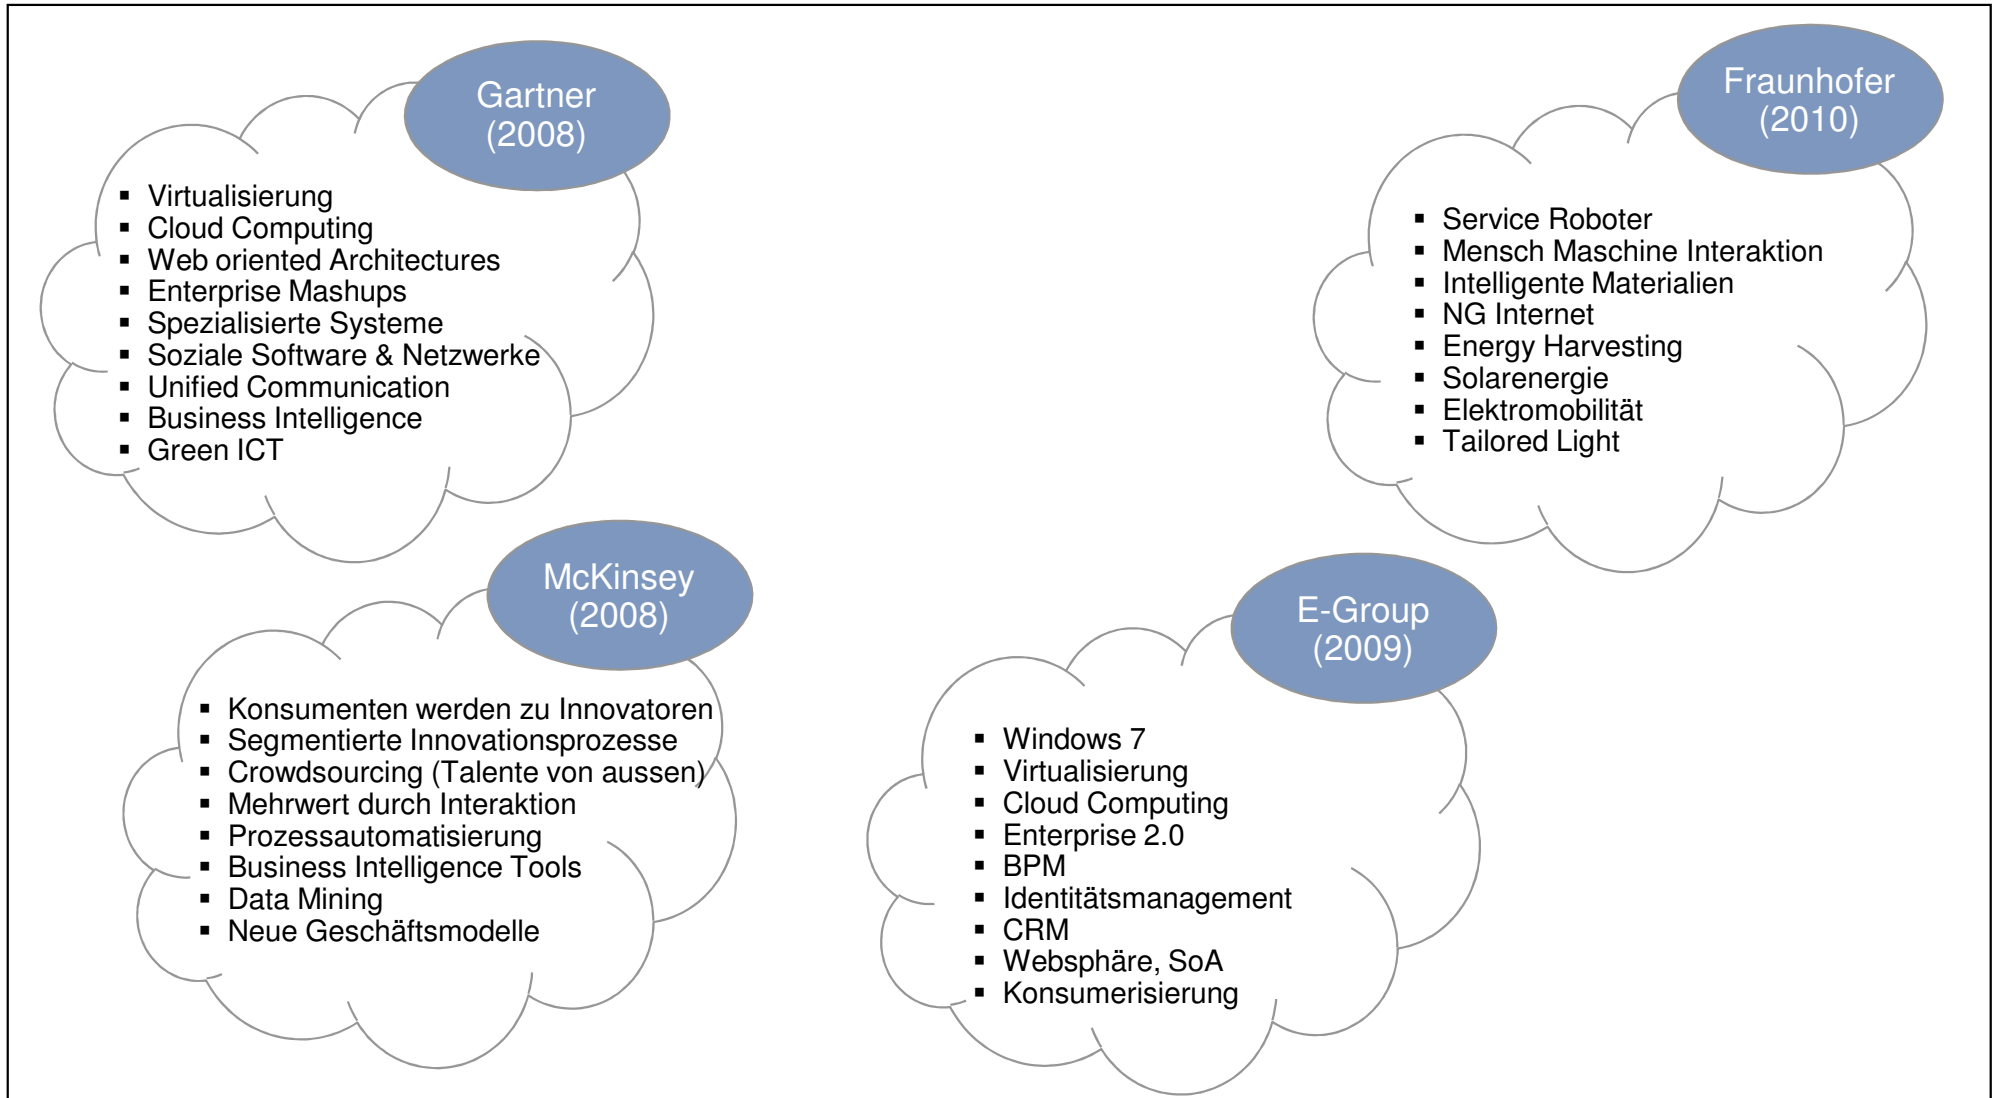 Gartner
(2008)
▪ Virtualisierung
▪ Cloud Computing
▪ Web oriented Architectures
▪ Enterprise Mashups
▪ Spezialisierte Systeme
▪ Soziale Software & Netzwerke
▪ Unified Communication
▪ Business Intelligence
▪ Green ICT
Fraunhofer
(2010)
▪ Service Roboter
▪ Mensch Maschine Interaktion
▪ Intelligente Materialien
▪ NG Internet
▪ Energy Harvesting
▪ Solarenergie
▪ Elektromobilität
▪ Tailored Light
McKinsey
(2008)
▪ Konsumenten werden zu Innovatoren
▪ Segmentierte Innovationsprozesse
▪ Crowdsourcing (Talente von aussen)
▪ Mehrwert durch Interaktion
▪ Prozessautomatisierung
▪ Business Intelligence Tools
▪ Data Mining
▪ Neue Geschäftsmodelle
E-Group
(2009)
▪ Windows 7
▪ Virtualisierung
▪ Cloud Computing
▪ Enterprise 2.0
▪ BPM
▪ Identitätsmanagement
▪ CRM
▪ Websphäre, SoA
▪ Konsumerisierung